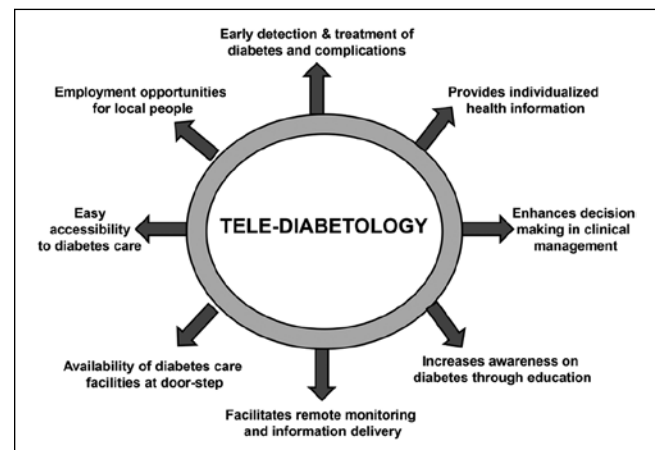 Early detection & treatment of
diabetes and complications
Provides individualized
health information
Enhances decision
making in clinical
management
Increases awareness on
diabetes through education
Facilitates remote monitoring
and information delivery
Availability of diabetes care
facilities at door-step
Easy
accessibility
to diabetes care
Employment opportunities
for local people
TELE-DIABETOLOGY